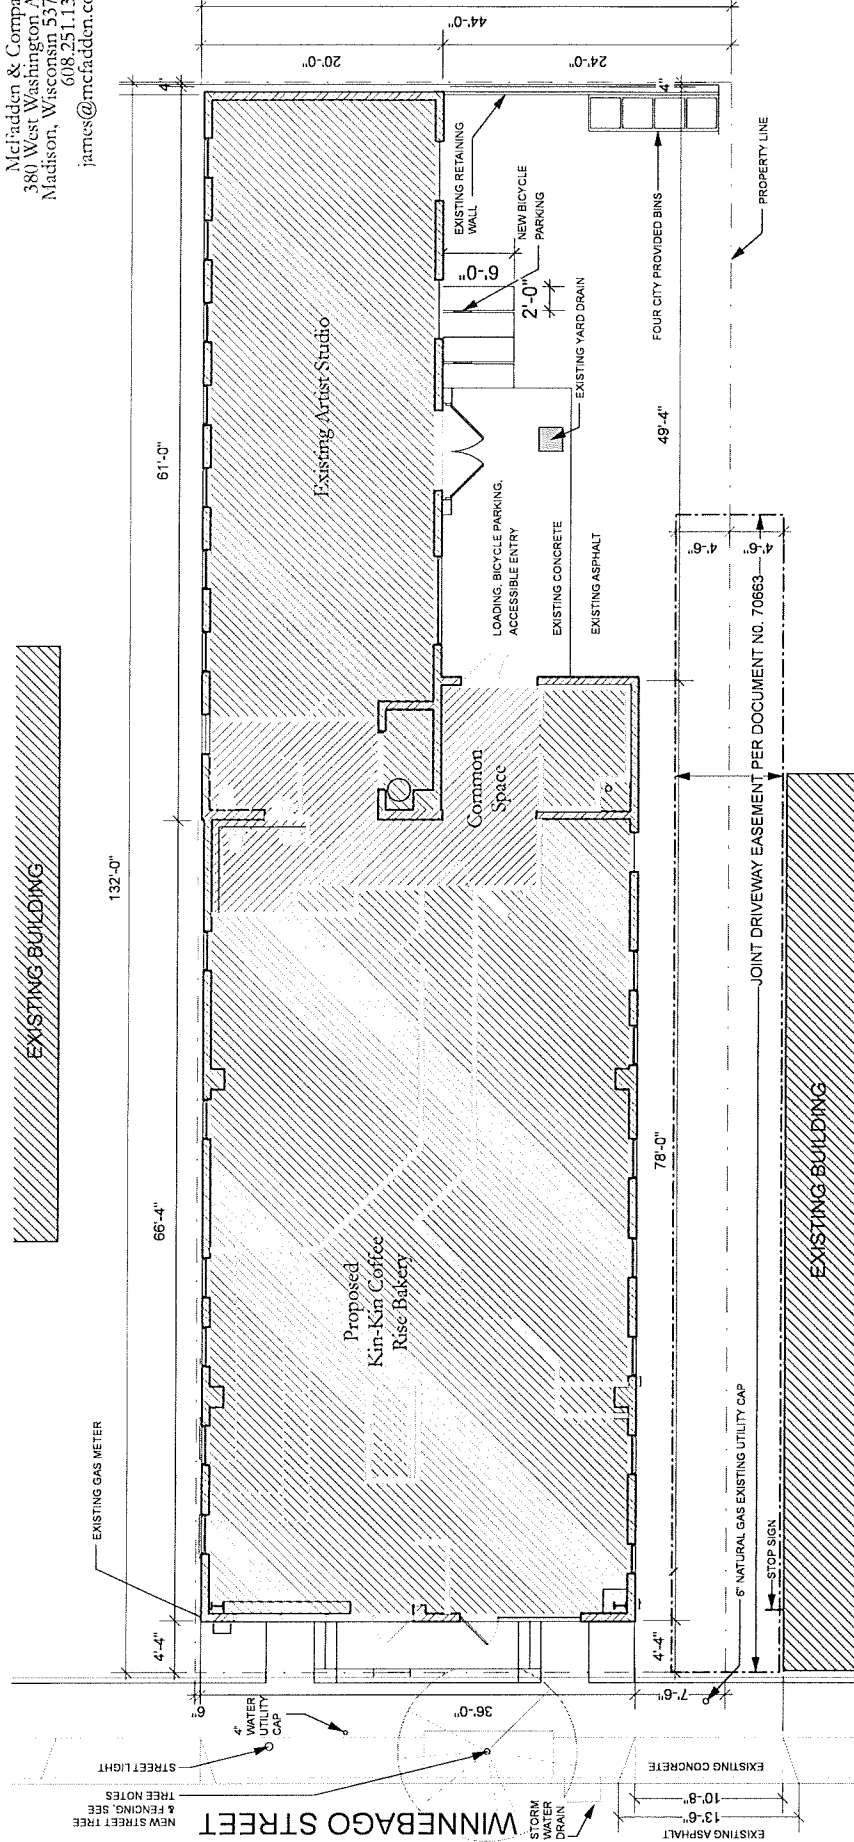 McFadden & Compa
380 West Washington A
Madison, Wisconsin 537
608.251.13
james@mcfadden.co
44'-0"
20'-0"
24'-0"
4"
4"
EXISTING RETAINING
WALL
NEW BICYCLE
PARKING
6'-0"
2'-0"
EXISTING YARD DRAIN
FOUR CITY PROVIDED BINS
PROPERTY LINE
Existing Artist Studio
61'-0"
49'-4"
LOADING, BICYCLE PARKING,
ACCESSIBLE ENTRY
EXISTING CONCRETE
EXISTING ASPHALT
4'-6"
4'-6"
JOINT DRIVEWAY EASEMENT PER DOCUMENT NO. 70663
Common
Space
132'-0"
EXISTING BUILDING
66'-4"
78'-0"
EXISTING BUILDING
Proposed
Kin-Kin Coffee
Rise Bakery
EXISTING GAS METER
6" NATURAL GAS EXISTING UTILITY CAP
STOP SIGN
4'-4"
4'-4"
6"
36'-0"
7'-6"
4"
WATER
UTILITY
CAP
STREET LIGHT
NEW STREET TREE
& FENCING, SEE
TREE NOTES
WINNEBAGO STREET
STORM
WATER
DRAIN
EXISTING CONCRETE
10'-8"
13'-6"
EXISTING ASPHALT